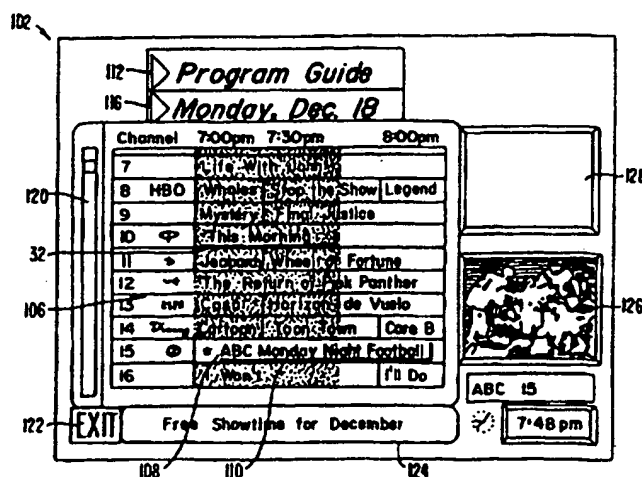 102
112 Program Guide
116 Monday, Dec. 18
Channel 7:00pm 7:30pm 8:00pm
7 Life With
120
8 HBO Whales Stop the Show Legend
128
9 Mystery Final Justice
10 This Morning
32
11 Jeopardy Wheel of Fortune
12 The Return of Pink Panther
106
13 Horizon de Vuelo
126
14 Cartoon Toon Town Care B
15 ABC Monday Night Football
16 I Won't I'll Do
ABC 15
122 EXIT Free Showtime for December
7:48 pm
108 110 124